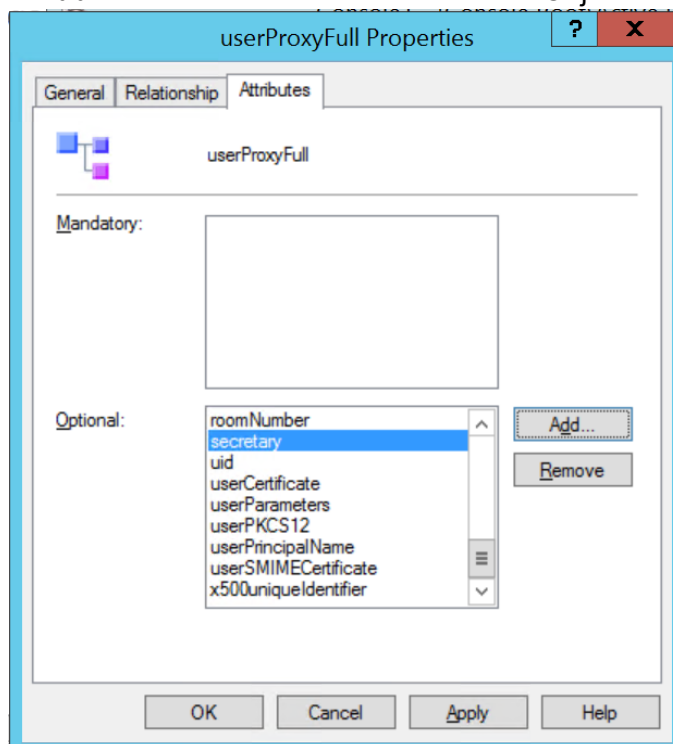 userProxyFull Properties
? X
General Relationship Attributes
userProxyFull
Mandatory:
Optional:
roomNumber
secretary
uid
userCertificate
userParameters
userPKCS12
userPrincipalName
userSMIMECertificate
x500uniqueIdentifier
Add...
Remove
OK Cancel Apply Help